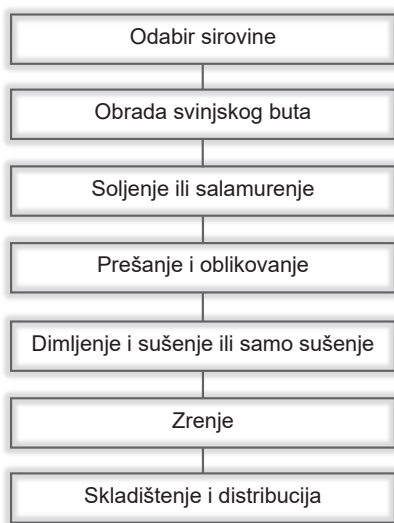 Odabir sirovine
Obrada svinjskog buta
Soljenje ili salamurenje
Prešanje i oblikovanje
Dimljenje i sušenje ili samo sušenje
Zrenje
Skladištenje i distribucija